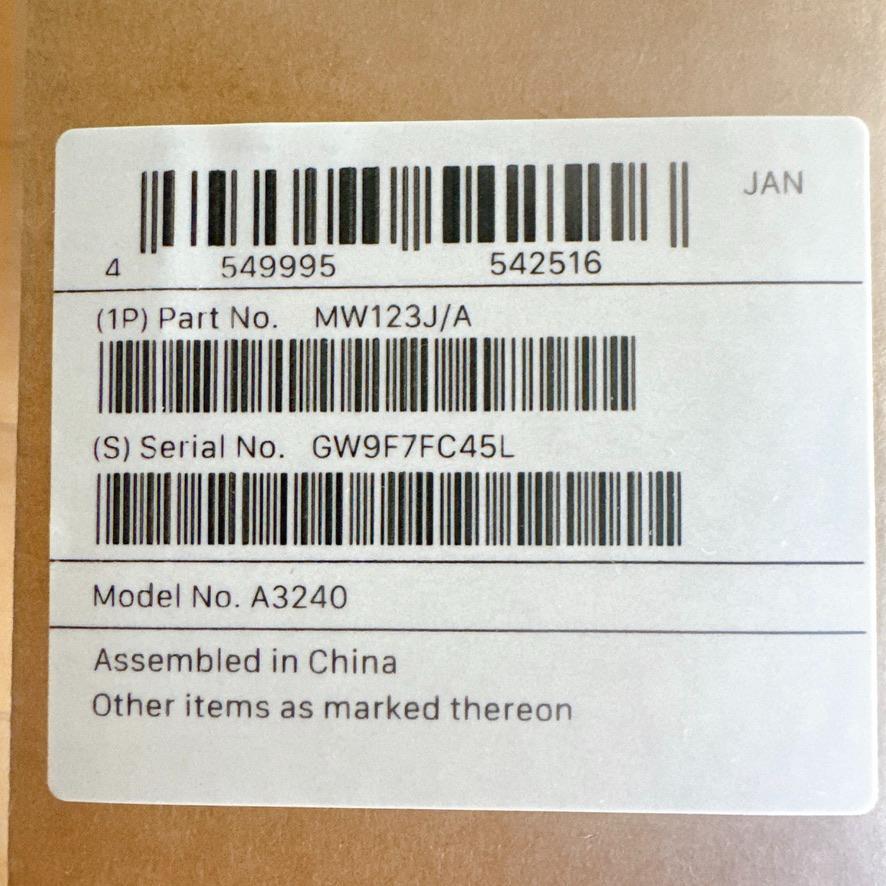 JAN
4 549995 542516
(1P) Part No. MW123J/A
(S) Serial No. GW9F7FC45L
Model No. A3240
Assembled in China
Other items as marked thereon